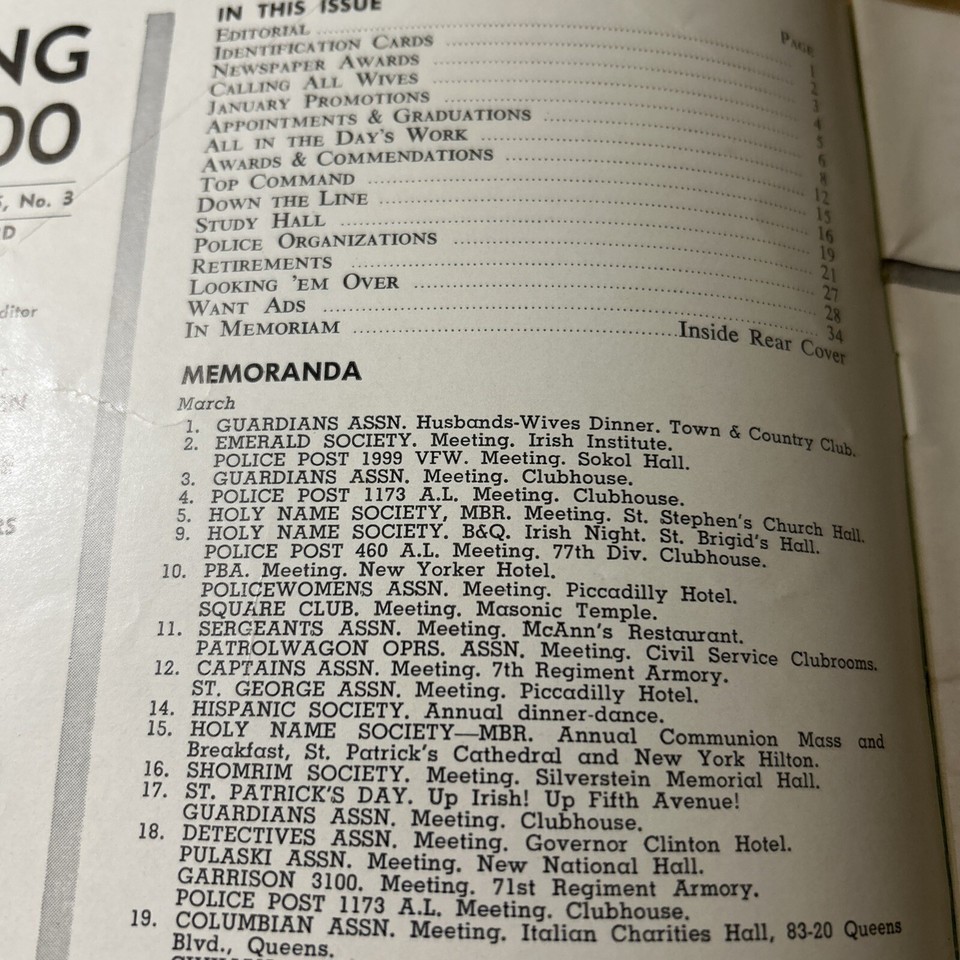 NG
00
, No. 3
D
ditor
EN
RS
IN THIS ISSUE
PAGE
EDITORIAL ........ 1
IDENTIFICATION CARDS ........ 2
NEWSPAPER AWARDS ........ 3
CALLING ALL WIVES ........ 4
JANUARY PROMOTIONS ........ 5
APPOINTMENTS & GRADUATIONS ........ 6
ALL IN THE DAY'S WORK ........ 8
AWARDS & COMMENDATIONS ........ 12
TOP COMMAND ........ 15
DOWN THE LINE ........ 16
STUDY HALL ........ 19
POLICE ORGANIZATIONS ........ 21
RETIREMENTS ........ 27
LOOKING 'EM OVER ........ 28
WANT ADS ........ 34
IN MEMORIAM ........ Inside Rear Cover
MEMORANDA
March
1. GUARDIANS ASSN. Husbands-Wives Dinner. Town & Country Club.
2. EMERALD SOCIETY. Meeting. Irish Institute.
POLICE POST 1999 VFW. Meeting. Sokol Hall.
3. GUARDIANS ASSN. Meeting. Clubhouse.
4. POLICE POST 1173 A.L. Meeting. Clubhouse.
5. HOLY NAME SOCIETY, MBR. Meeting. St. Stephen's Church Hall.
9. HOLY NAME SOCIETY. B&Q. Irish Night. St. Brigid's Hall.
POLICE POST 460 A.L. Meeting. 77th Div. Clubhouse.
10. PBA. Meeting. New Yorker Hotel.
POLICEWOMENS ASSN. Meeting. Piccadilly Hotel.
SQUARE CLUB. Meeting. Masonic Temple.
11. SERGEANTS ASSN. Meeting. McAnn's Restaurant.
PATROLWAGON OPRS. ASSN. Meeting. Civil Service Clubrooms.
12. CAPTAINS ASSN. Meeting. 7th Regiment Armory.
ST. GEORGE ASSN. Meeting. Piccadilly Hotel.
14. HISPANIC SOCIETY. Annual dinner-dance.
15. HOLY NAME SOCIETY—MBR. Annual Communion Mass and
Breakfast, St. Patrick's Cathedral and New York Hilton.
16. SHOMRIM SOCIETY. Meeting. Silverstein Memorial Hall.
17. ST. PATRICK'S DAY. Up Irish! Up Fifth Avenue!
GUARDIANS ASSN. Meeting. Clubhouse.
18. DETECTIVES ASSN. Meeting. Governor Clinton Hotel.
PULASKI ASSN. Meeting. New National Hall.
GARRISON 3100. Meeting. 71st Regiment Armory.
POLICE POST 1173 A.L. Meeting. Clubhouse.
19. COLUMBIAN ASSN. Meeting. Italian Charities Hall, 83-20 Queens
Blvd., Queens.